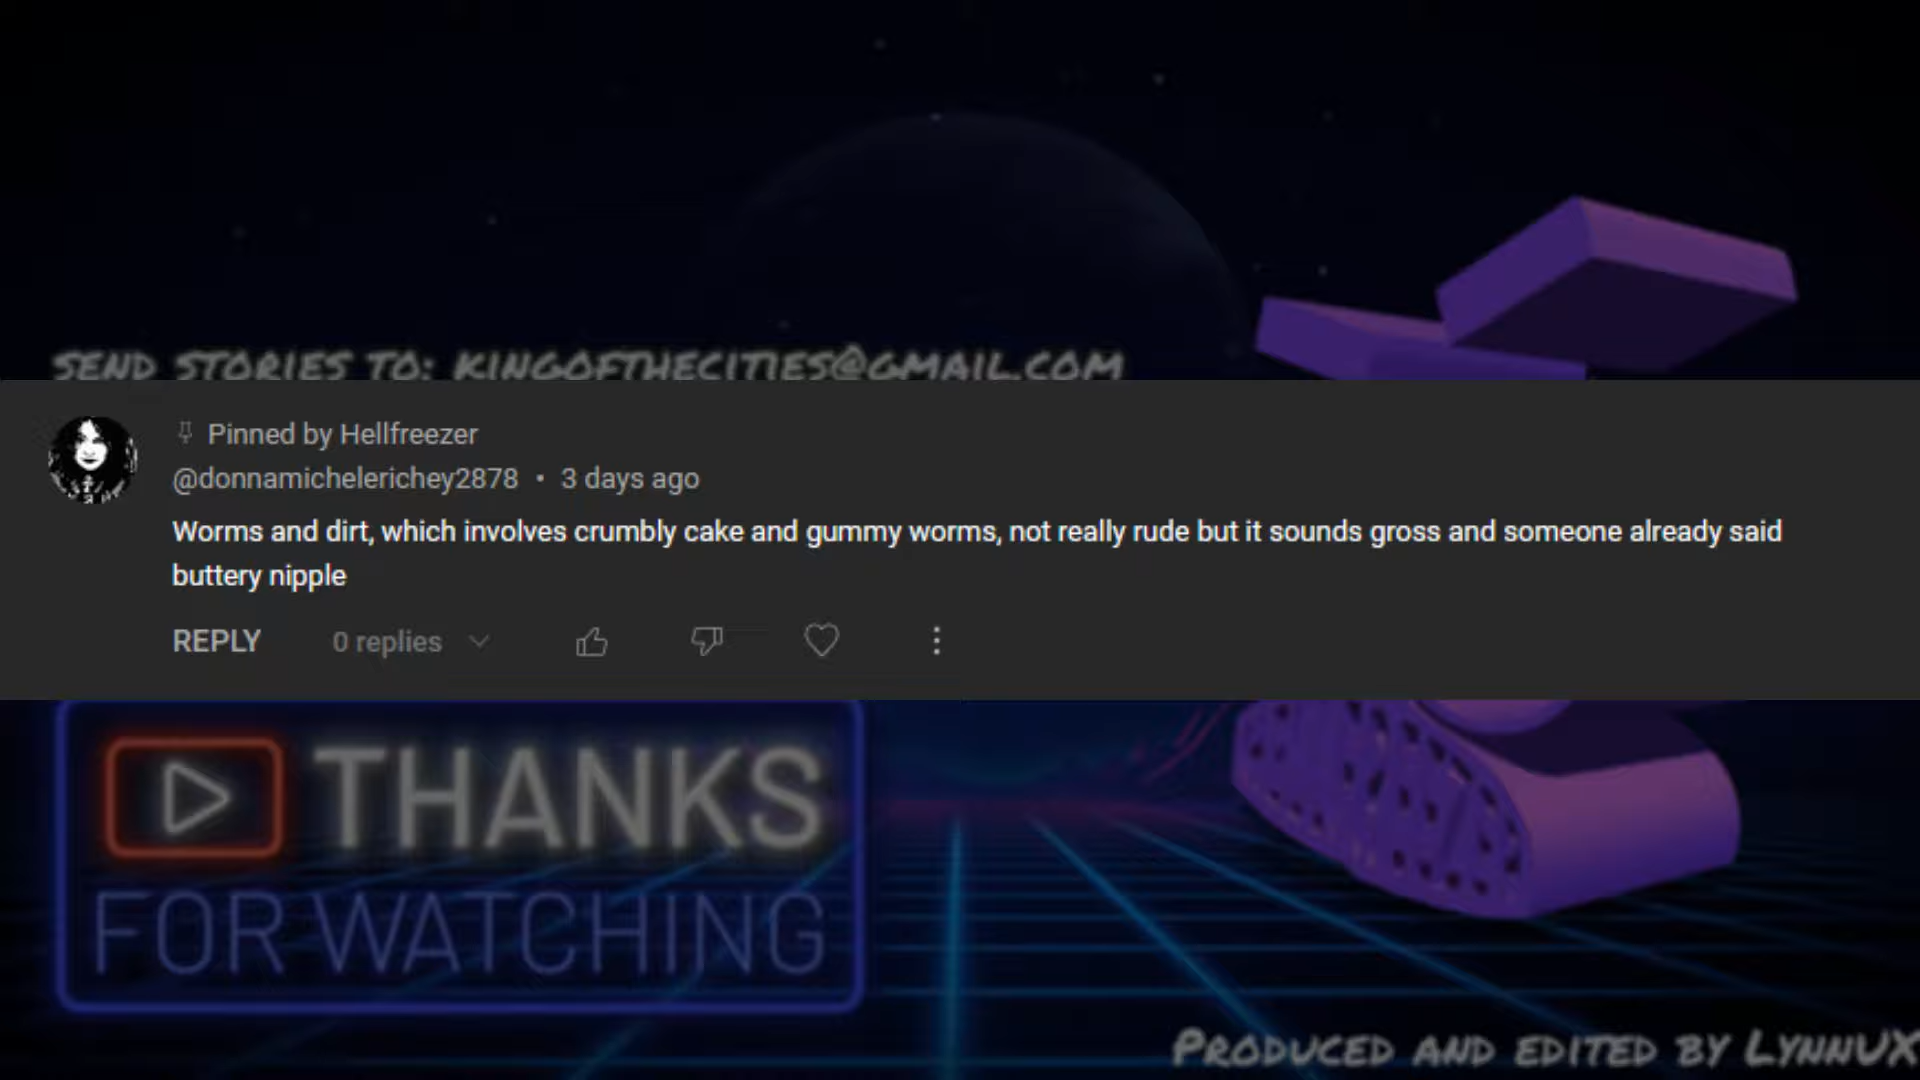 SEND STORIES TO: KINGOFTHECITIES@GMAIL.COM
Pinned by Hellfreezer
@donnamichelerichey2878 • 3 days ago
Worms and dirt, which involves crumbly cake and gummy worms, not really rude but it sounds gross and someone already said
buttery nipple
REPLY 0 replies
THANKS
FOR WATCHING
PRODUCED AND EDITED BY LYNNUX